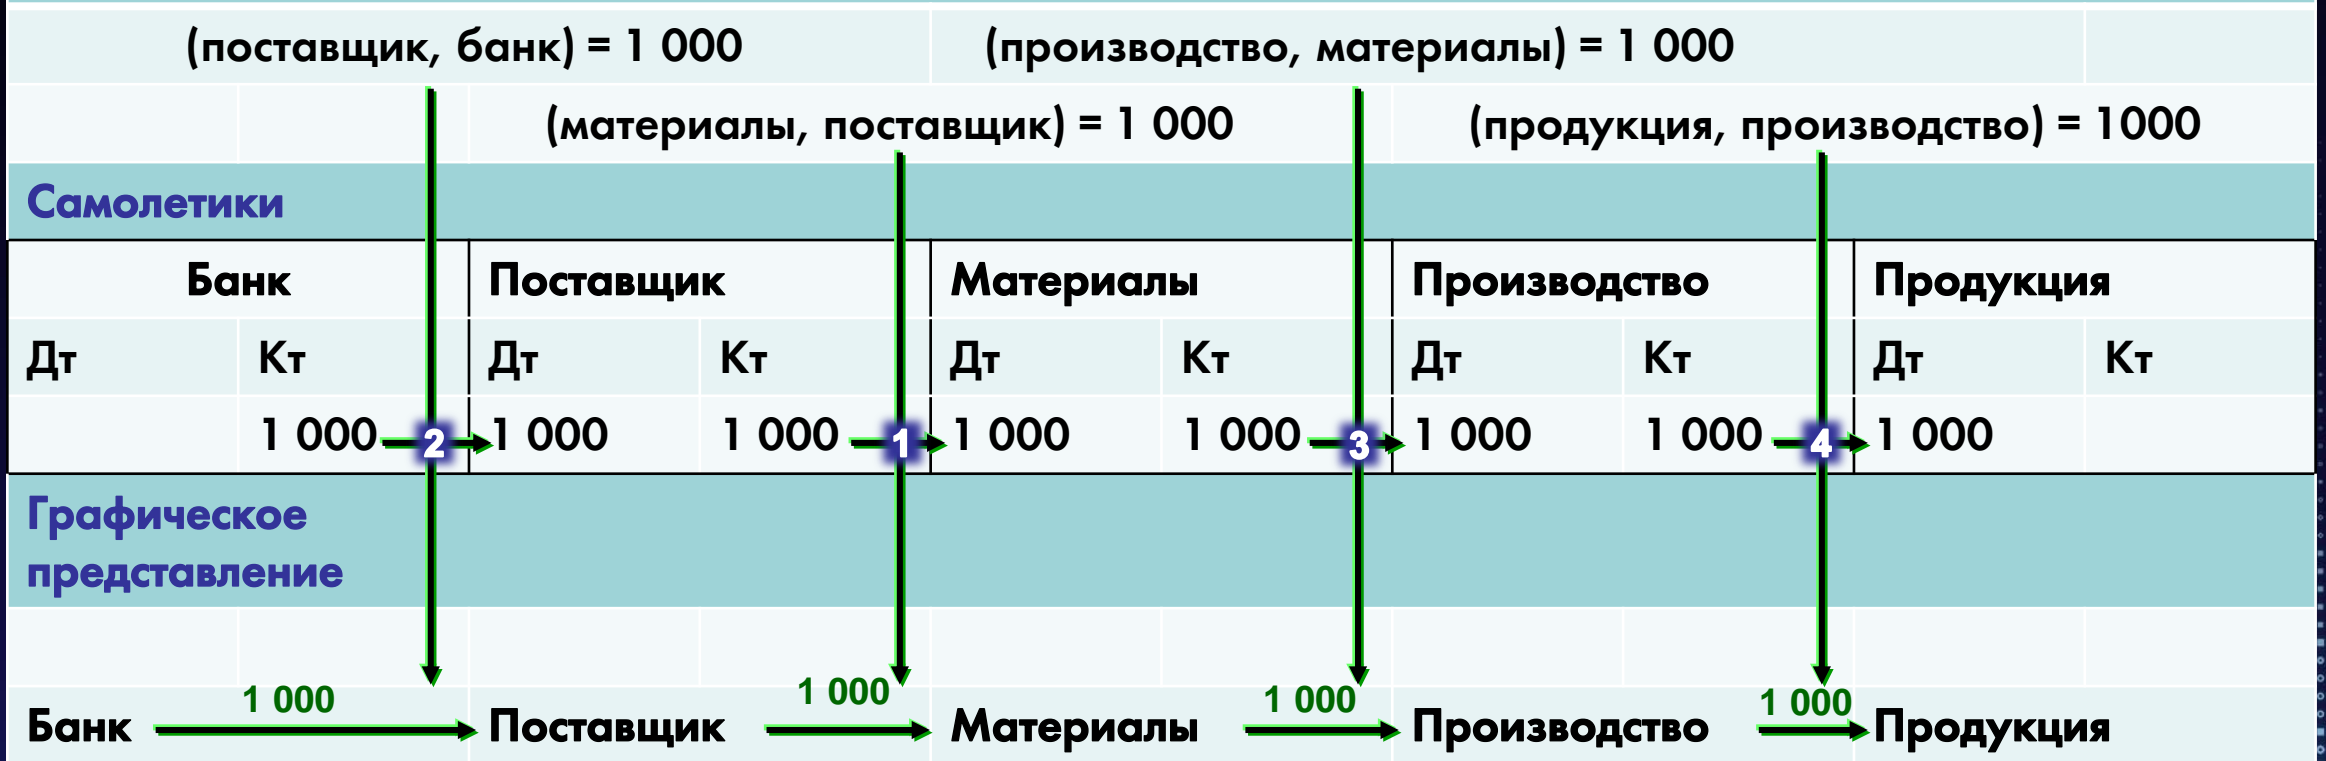 (поставщик, банк) = 1 000 (производство, материалы) = 1 000
(материалы, поставщик) = 1 000 (продукция, производство) = 1000
Самолетики
Банк Поставщик Материалы Производство Продукция
Дт Кт Дт Кт Дт Кт Дт Кт Дт Кт
1 000 2 1 000 1 000 1 1 000 1 000 3 1 000 1 000 4 1 000
Графическое
представление
1 000 1 000 1 000 1 000
Банк Поставщик Материалы Производство Продукция